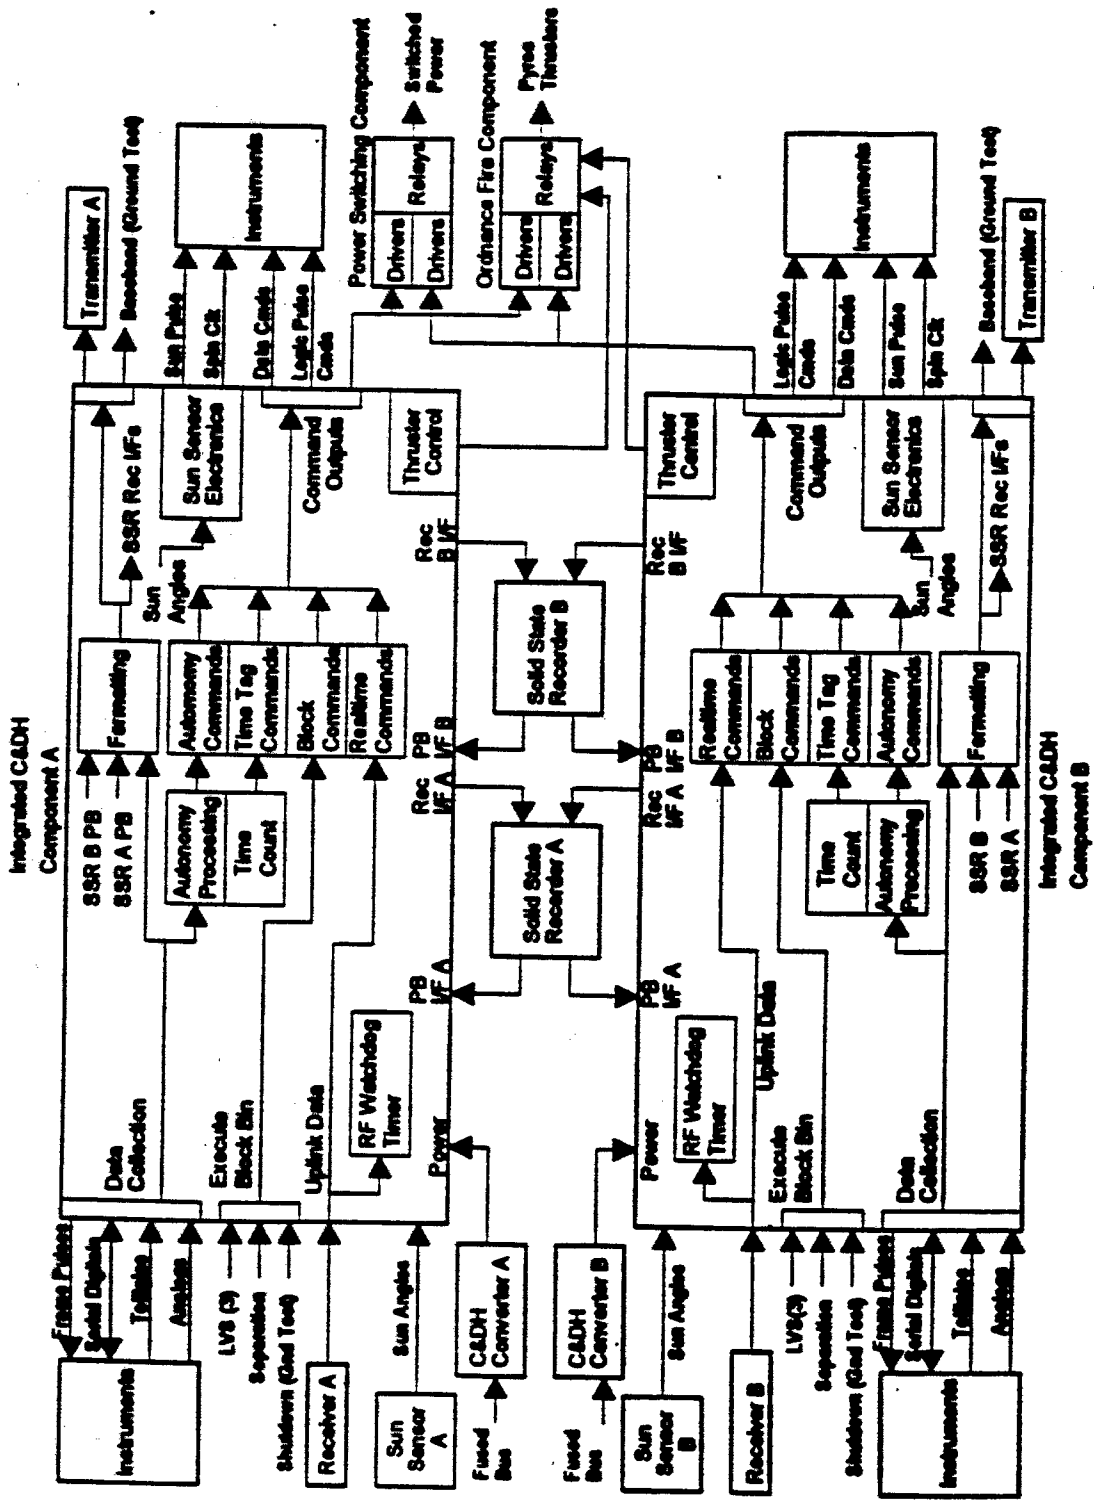 Integrated C&DH
Component A
Instruments
Frame Pulses
Serial Digitals
Telltales
Analogs
Data
Collection
LVS (3)
Separation
Shutdown (Gnd Test)
Execute
Block Bin
Receiver A
Uplink Data
RF Watchdog
Timer
Sun
Sensor
A
Sun Angles
Fused
Bus
C&DH
Converter A
Power
SSR B PB
SSR A PB
Formatting
SSR Rec I/Fs
Autonomy
Processing
Time
Count
Autonomy
Commands
Time Tag
Commands
Block
Commands
Realtime
Commands
Sun
Angles
Sun Sensor
Electronics
Command
Outputs
Thruster
Control
Transmitter A
Baseband (Ground Test)
Sun Pulse
Spin Clk
Data Cmds
Logic Pulse
Cmds
Instruments
PB
I/F A
Rec
I/F A
PB
I/F B
Rec
B I/F
Solid State
Recorder A
Solid State
Recorder B
Power Switching Component
Drivers
Drivers
Relays
Switched
Power
Ordnance Fire Component
Drivers
Drivers
Relays
Pyros
Thrusters
Fused
Bus
C&DH
Converter B
Power
Sun
Sensor
B
Sun Angles
PB
I/F A
Rec
I/F A
PB
I/F B
Rec
B I/F
RF Watchdog
Timer
Receiver B
Uplink Data
LVS(3)
Separation
Shutdown (Gnd Test)
Execute
Block Bin
Instruments
Frame Pulses
Serial Digitals
Telltales
Analogs
Data
Collection
Time
Count
Autonomy
Processing
Realtime
Commands
Block
Commands
Time Tag
Commands
Autonomy
Commands
SSR B
SSR A
Formatting
SSR Rec I/Fs
Thruster
Control
Command
Outputs
Sun
Angles
Sun Sensor
Electronics
Logic Pulse
Cmds
Data Cmds
Sun Pulse
Spin Clk
Instruments
Baseband (Ground Test)
Transmitter B
Integrated C&DH
Component B